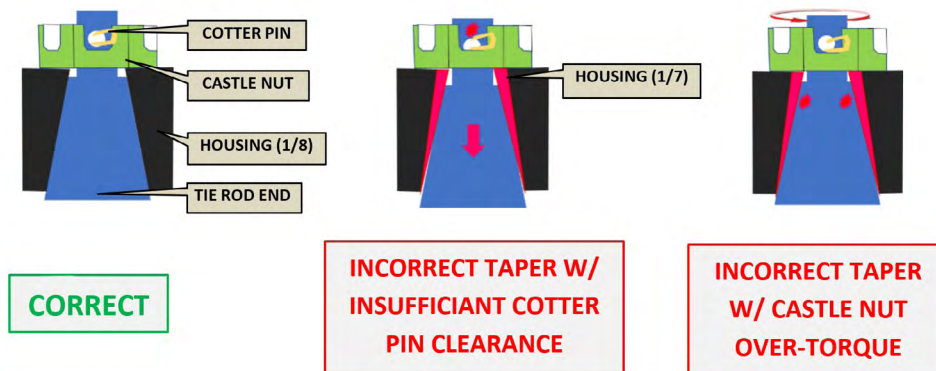 COTTER PIN
CASTLE NUT
HOUSING (1/8)
TIE ROD END
HOUSING (1/7)
CORRECT
INCORRECT TAPER W/
INSUFFICIANT COTTER
PIN CLEARANCE
INCORRECT TAPER
W/ CASTLE NUT
OVER-TORQUE